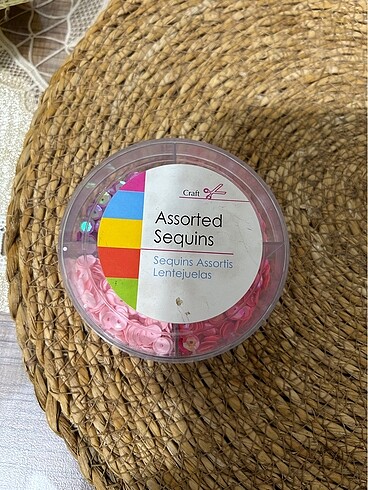 Craft
Assorted
Sequins
Sequins Assortis
Lentejuelas